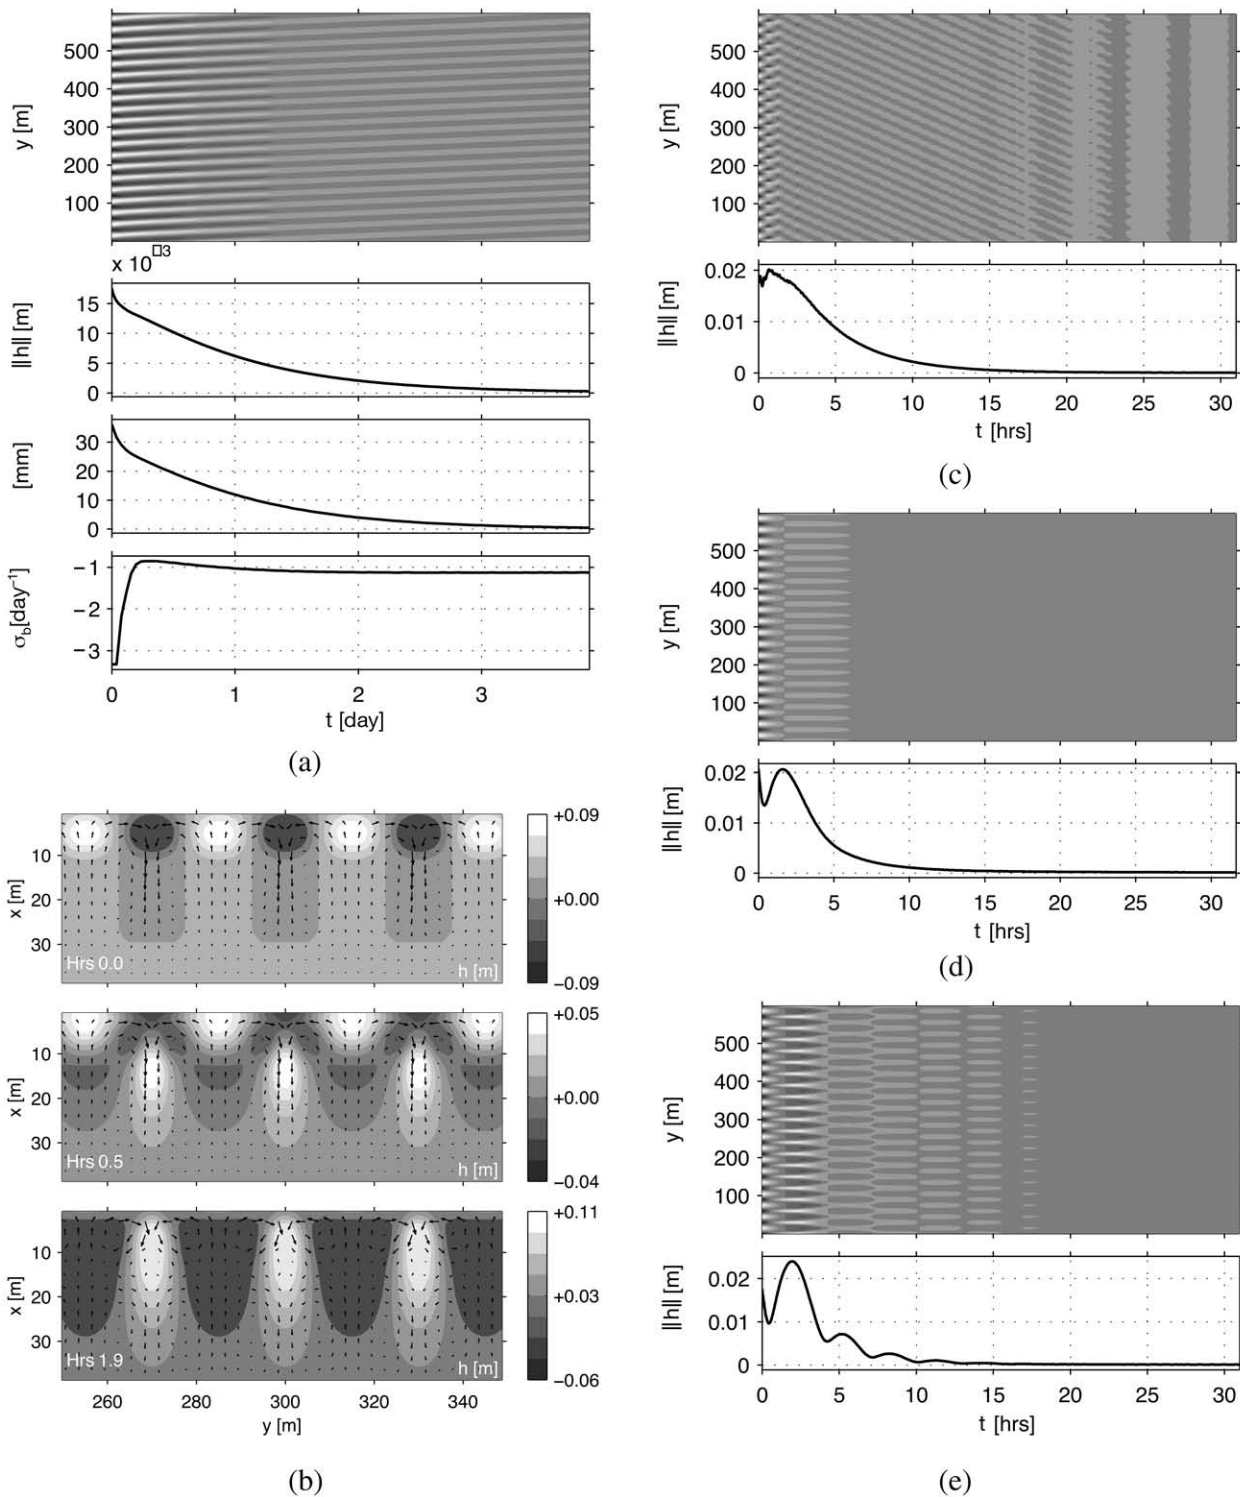 500
400
300
200
100
y [m]
x 10□3
15
10
5
0
||h|| [m]
30
20
10
0
[mm]
−1
−2
−3
σb[day−1]
0 1 2 3
t [day]
(a)
10
20
30
x [m]
Hrs 0.0
h [m]
+0.09
+0.00
−0.09
10
20
30
x [m]
Hrs 0.5
h [m]
+0.05
+0.00
−0.04
10
20
30
x [m]
Hrs 1.9
h [m]
+0.11
+0.03
−0.06
260 280 300 320 340
y [m]
(b)
500
400
300
200
100
y [m]
0.02
0.01
0
||h|| [m]
0 5 10 15 20 25 30
t [hrs]
(c)
500
400
300
200
100
y [m]
0.02
0.01
0
||h|| [m]
0 5 10 15 20 25 30
t [hrs]
(d)
500
400
300
200
100
y [m]
0.02
0.01
0
||h|| [m]
0 5 10 15 20 25 30
t [hrs]
(e)